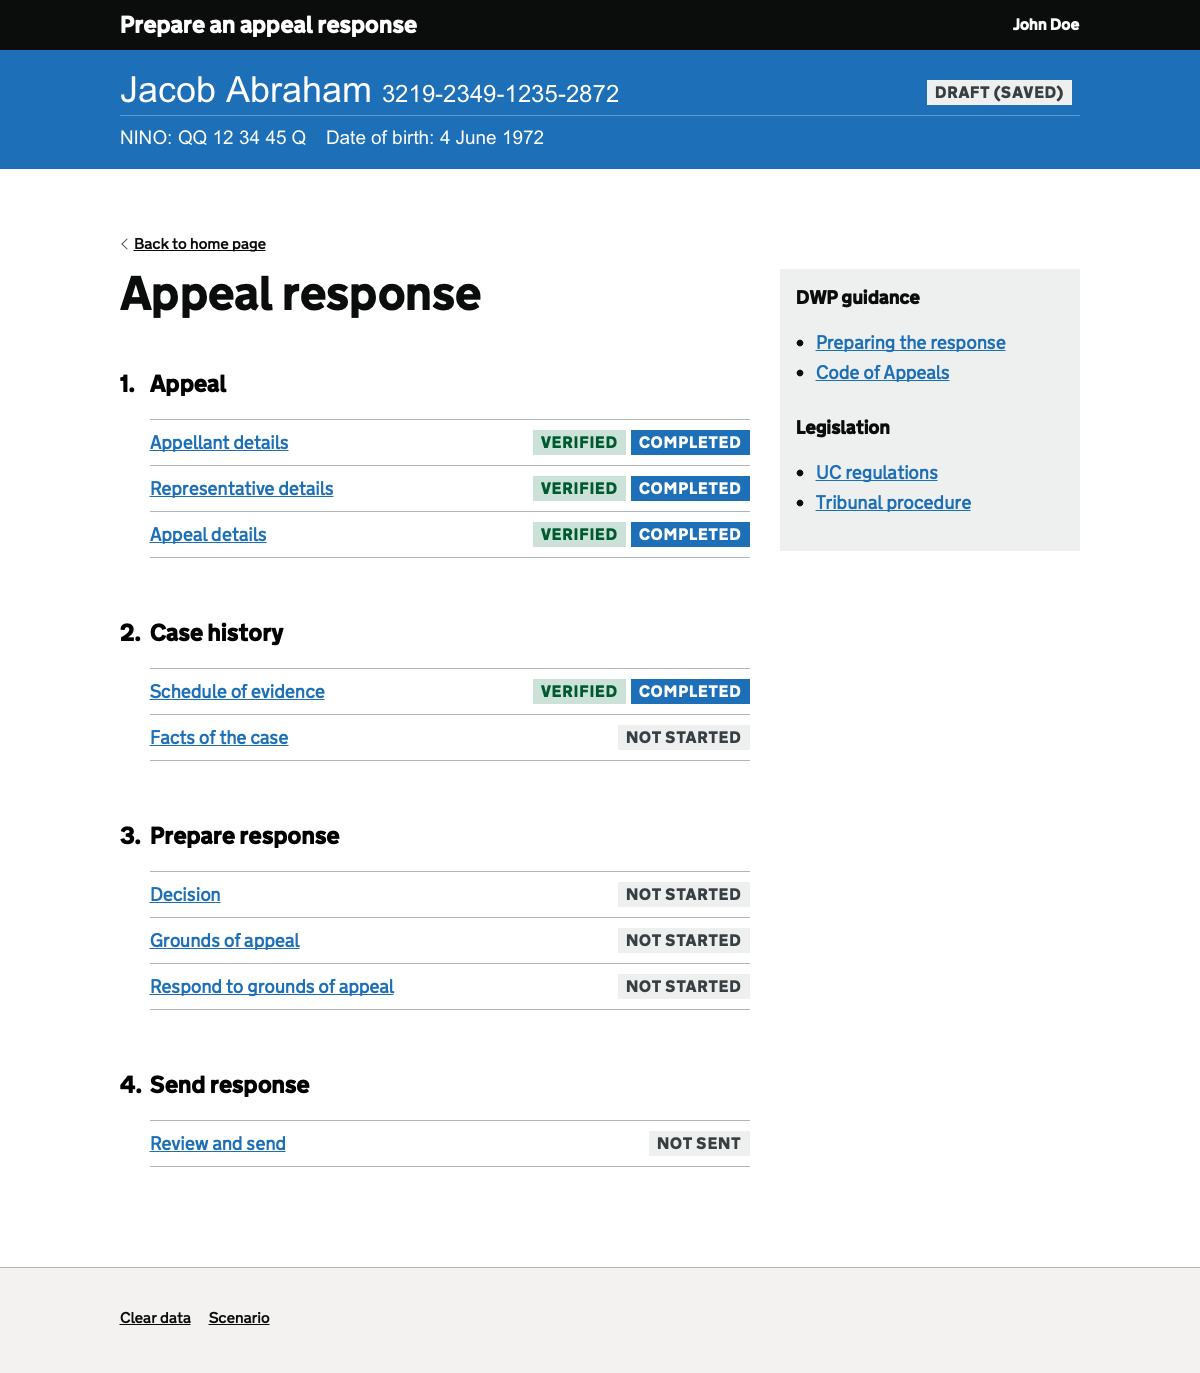 Prepare an appeal response John Doe
Jacob Abraham 3219-2349-1235-2872 DRAFT (SAVED)
NINO: QQ 12 34 45 Q Date of birth: 4 June 1972
Back to home page
Appeal response
1. Appeal
Appellant details VERIFIED COMPLETED
Representative details VERIFIED COMPLETED
Appeal details VERIFIED COMPLETED
2. Case history
Schedule of evidence VERIFIED COMPLETED
Facts of the case NOT STARTED
3. Prepare response
Decision NOT STARTED
Grounds of appeal NOT STARTED
Respond to grounds of appeal NOT STARTED
4. Send response
Review and send NOT SENT
DWP guidance
• Preparing the response
• Code of Appeals
Legislation
• UC regulations
• Tribunal procedure
Clear data Scenario